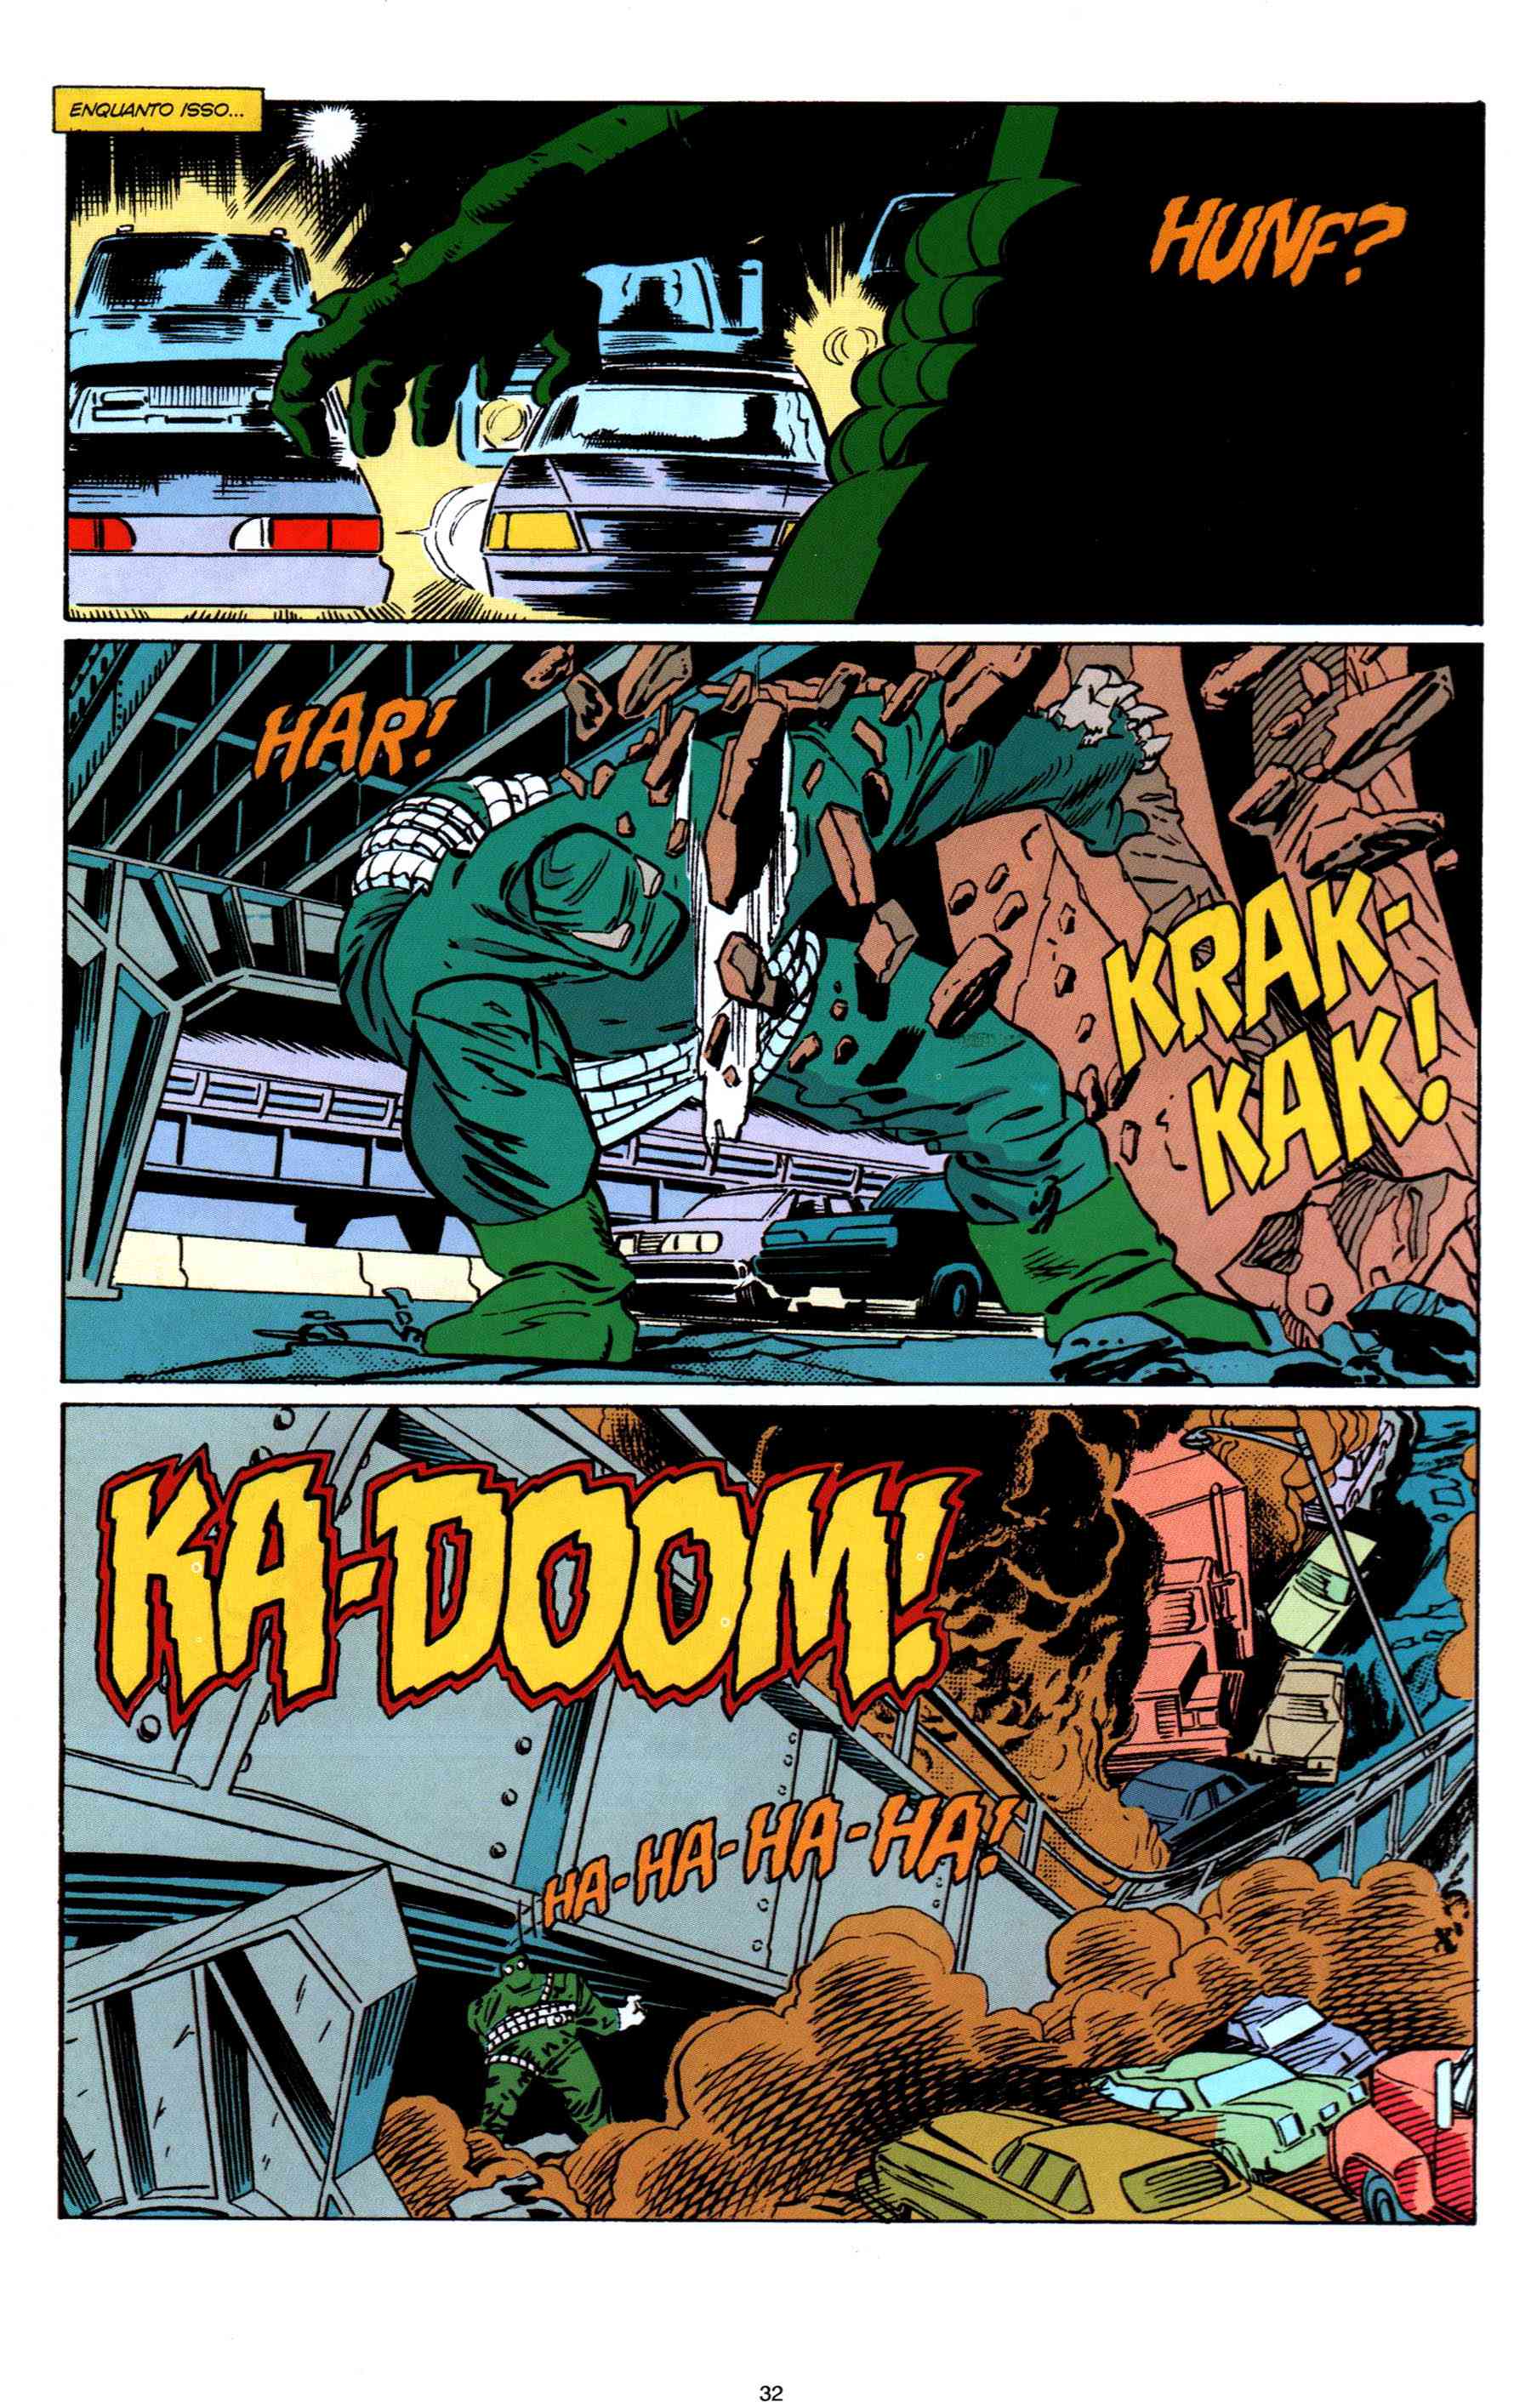 ENQUANTO ISSO...
HUNF?
HAR!
KRAK-
KAK!
KA-DOOM!
HA-HA-HA-HA!
32